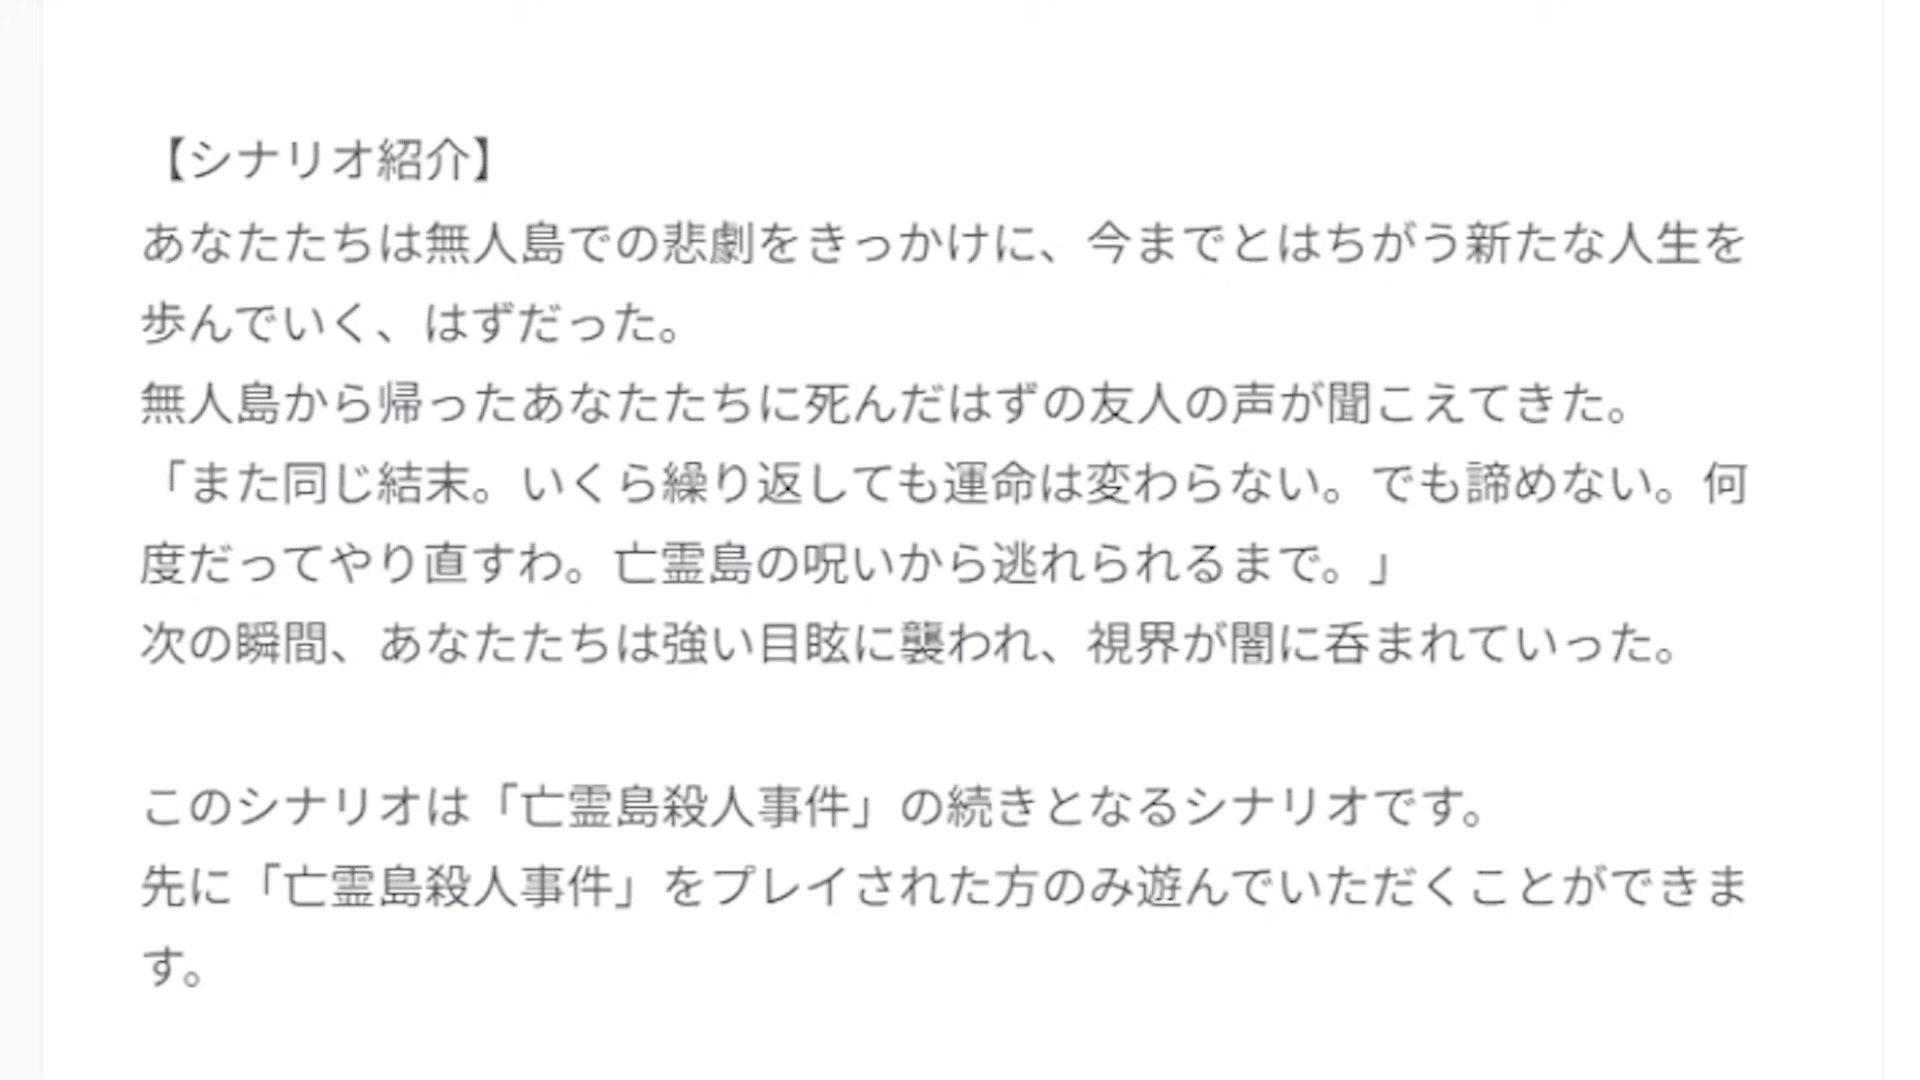 【シナリオ紹介】
あなたたちは無人島での悲劇をきっかけに、今までとはちがう新たな人生を
歩んでいく、はずだった。
無人島から帰ったあなたたちに死んだはずの友人の声が聞こえてきた。
「また同じ結末。いくら繰り返しても運命は変わらない。でも諦めない。何
度だってやり直すわ。亡霊島の呪いから逃れられるまで。」
次の瞬間、あなたたちは強い目眩に襲われ、視界が闇に呑まれていった。
このシナリオは「亡霊島殺人事件」の続きとなるシナリオです。
先に「亡霊島殺人事件」をプレイされた方のみ遊んでいただくことができま
す。